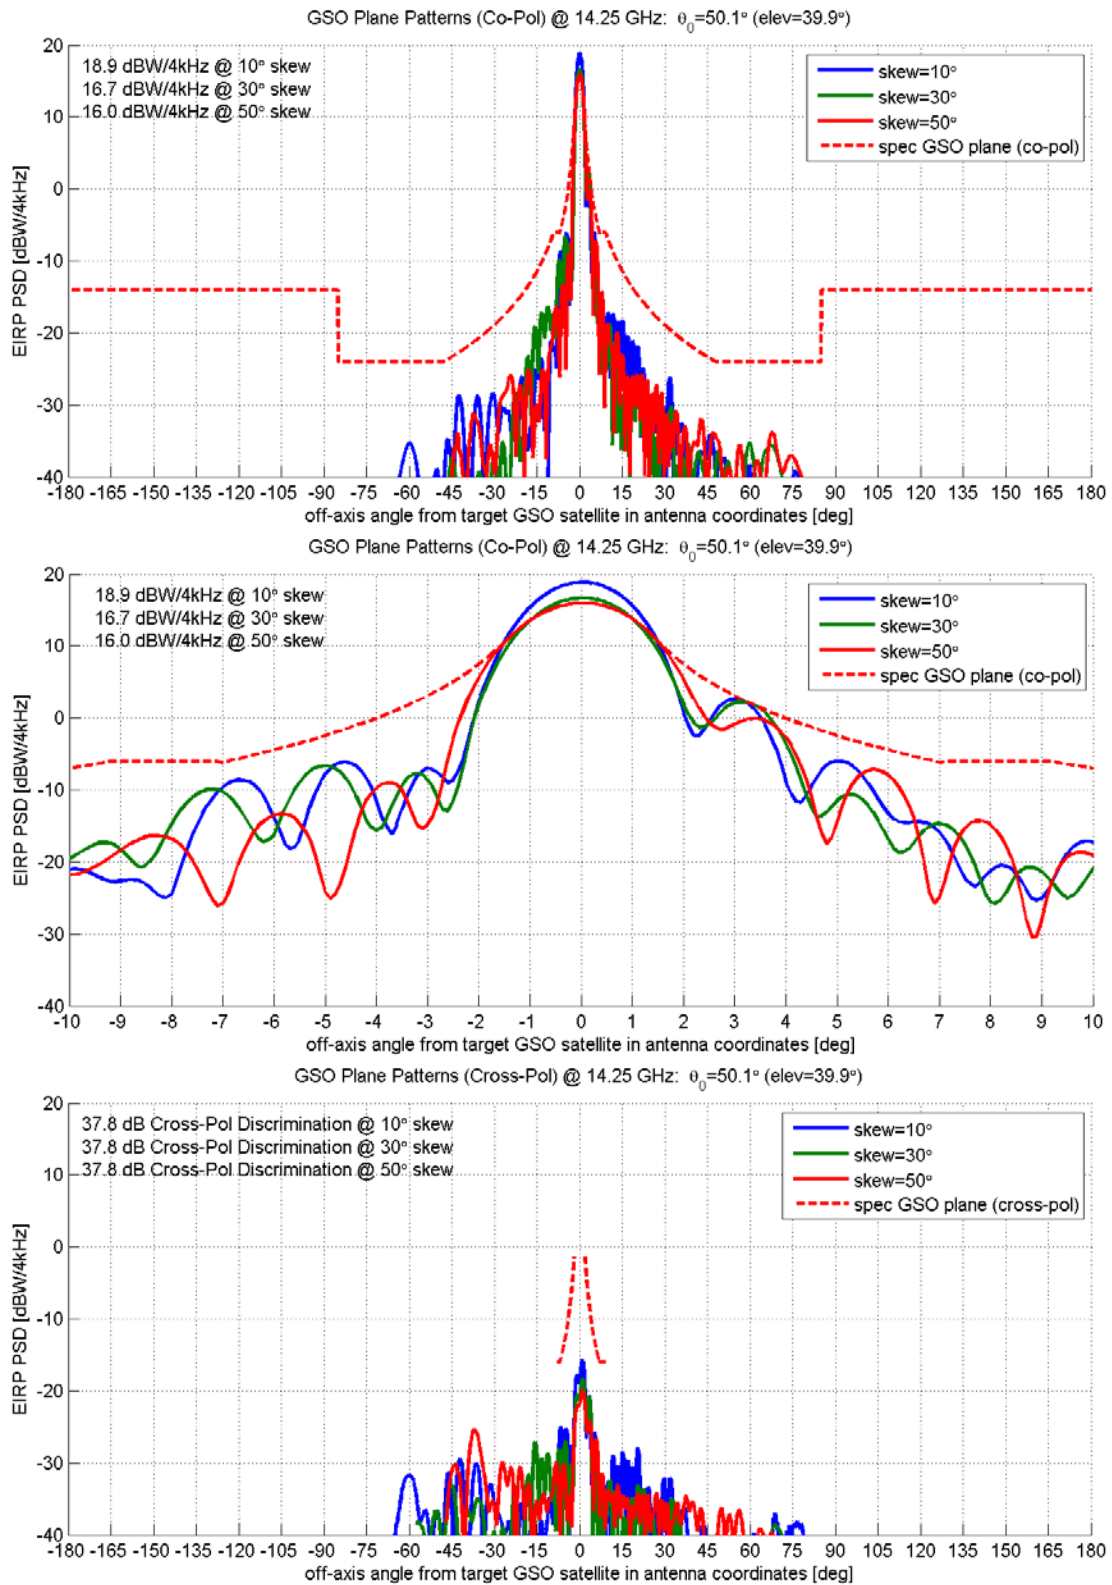 GSO Plane Patterns (Co-Pol) @ 14.25 GHz: θ0=50.1° (elev=39.9°)
18.9 dBW/4kHz @ 10° skew
16.7 dBW/4kHz @ 30° skew
16.0 dBW/4kHz @ 50° skew
skew=10°
skew=30°
skew=50°
spec GSO plane (co-pol)
EIRP PSD [dBW/4kHz]
20
10
0
-10
-20
-30
-40
-180 -165 -150 -135 -120 -105 -90 -75 -60 -45 -30 -15 0 15 30 45 60 75 90 105 120 135 150 165 180
off-axis angle from target GSO satellite in antenna coordinates [deg]
GSO Plane Patterns (Co-Pol) @ 14.25 GHz: θ0=50.1° (elev=39.9°)
18.9 dBW/4kHz @ 10° skew
16.7 dBW/4kHz @ 30° skew
16.0 dBW/4kHz @ 50° skew
skew=10°
skew=30°
skew=50°
spec GSO plane (co-pol)
EIRP PSD [dBW/4kHz]
20
10
0
-10
-20
-30
-40
-10 -9 -8 -7 -6 -5 -4 -3 -2 -1 0 1 2 3 4 5 6 7 8 9 10
off-axis angle from target GSO satellite in antenna coordinates [deg]
GSO Plane Patterns (Cross-Pol) @ 14.25 GHz: θ0=50.1° (elev=39.9°)
37.8 dB Cross-Pol Discrimination @ 10° skew
37.8 dB Cross-Pol Discrimination @ 30° skew
37.8 dB Cross-Pol Discrimination @ 50° skew
skew=10°
skew=30°
skew=50°
spec GSO plane (cross-pol)
EIRP PSD [dBW/4kHz]
20
10
0
-10
-20
-30
-40
-180 -165 -150 -135 -120 -105 -90 -75 -60 -45 -30 -15 0 15 30 45 60 75 90 105 120 135 150 165 180
off-axis angle from target GSO satellite in antenna coordinates [deg]